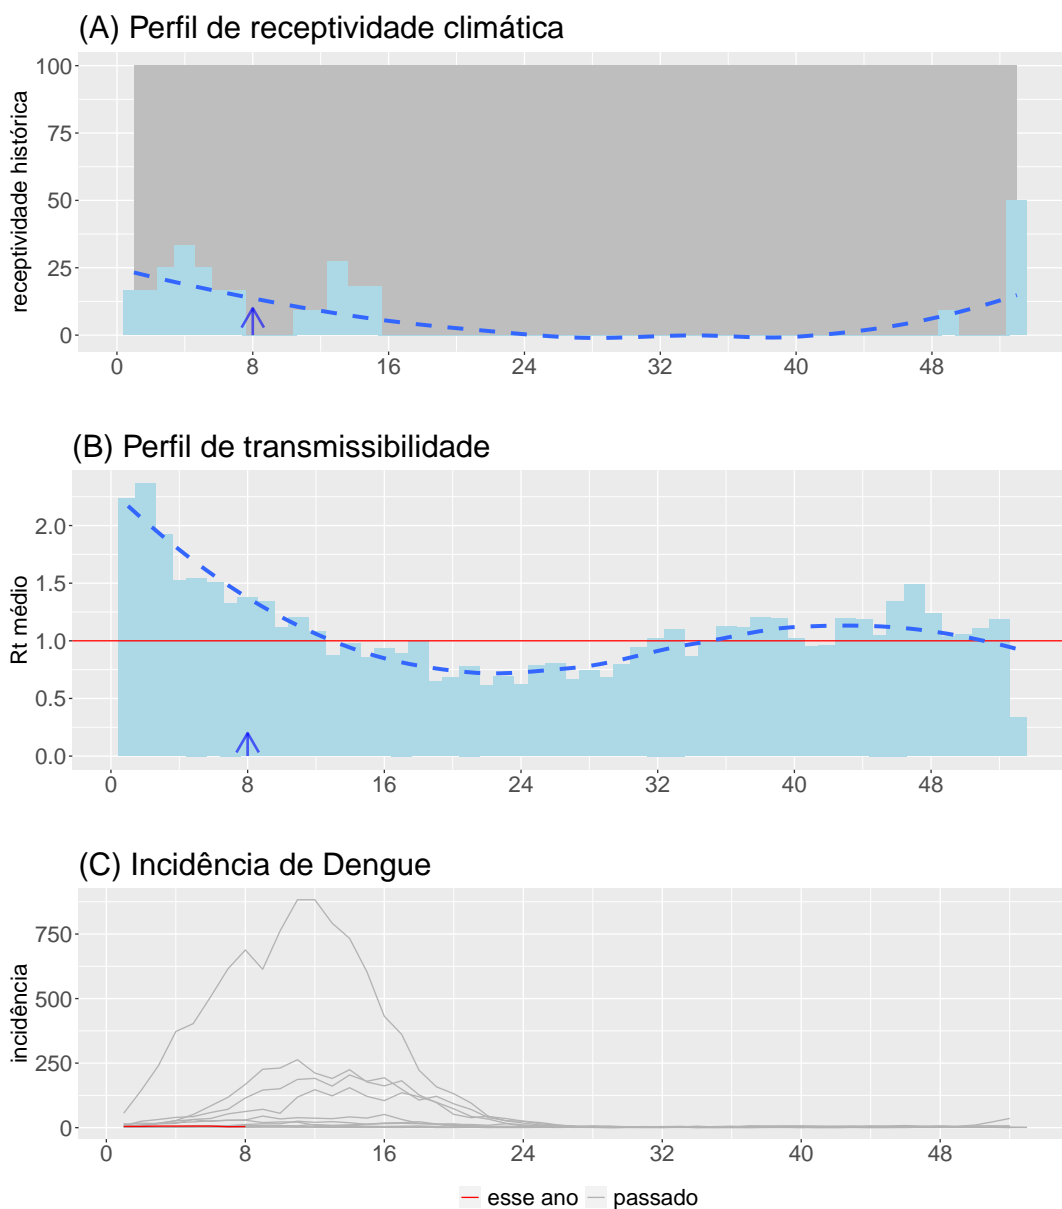 (A) Perfil de receptividade climática
receptividade histórica
100
75
50
25
0
0 8 16 24 32 40 48
(B) Perfil de transmissibilidade
Rt médio
2.0
1.5
1.0
0.5
0.0
0 8 16 24 32 40 48
(C) Incidência de Dengue
incidência
750
500
250
0
0 8 16 24 32 40 48
esse ano passado